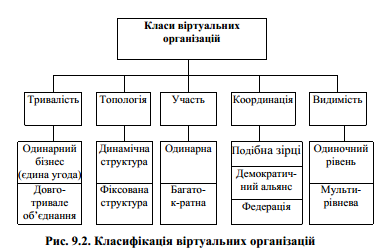 Класи віртуальних
організацій
Тривалість
Топологія
Участь
Координація
Видимість
Одинарний
бізнес
(єдина угода)
Довго-
тривале
об’єднання
Динамічна
структура
Фіксована
структура
Одинарна
Багато-
к-ратна
Подібна зірці
Демократич-
ний альянс
Федерація
Одиночний
рівень
Мульти-
рівнева
Рис. 9.2. Класифікація віртуальних організацій